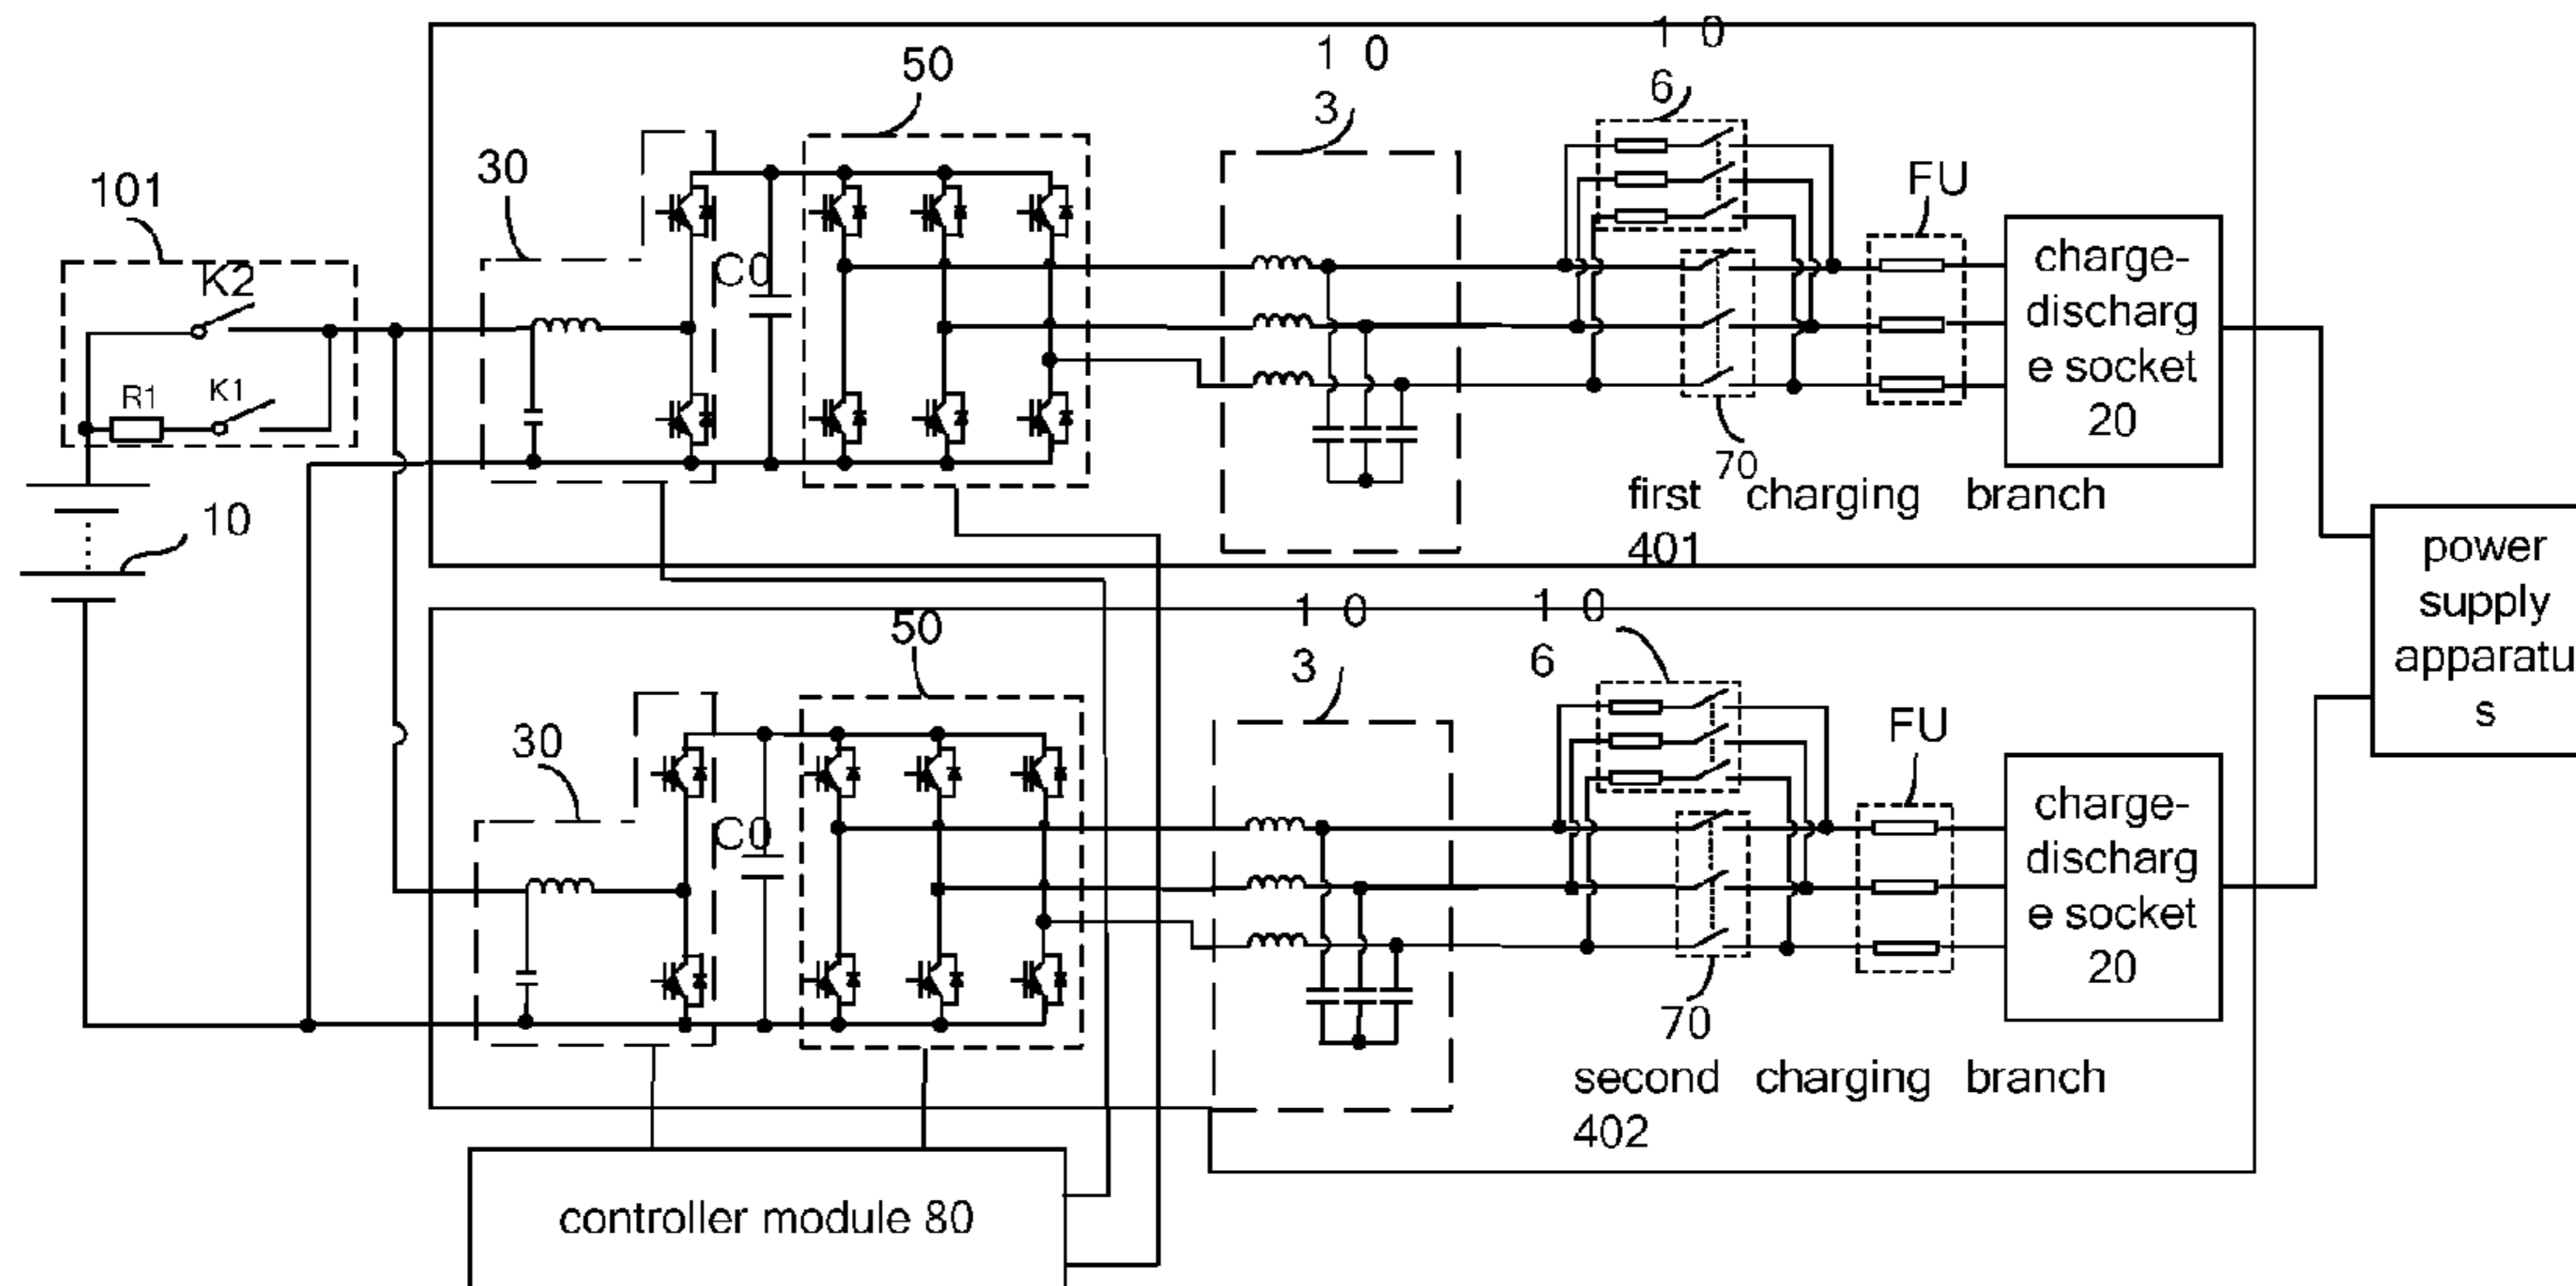 1 0
6
1 0
3
50
30
101
FU
K2
C0
R1
K1
charge-
discharg
e socket
20
70
first charging branch
401
10
power
supply
apparatu
s
1 0
3
1 0
6
50
30
FU
C0
charge-
discharg
e socket
20
70
second charging branch
402
controller module 80